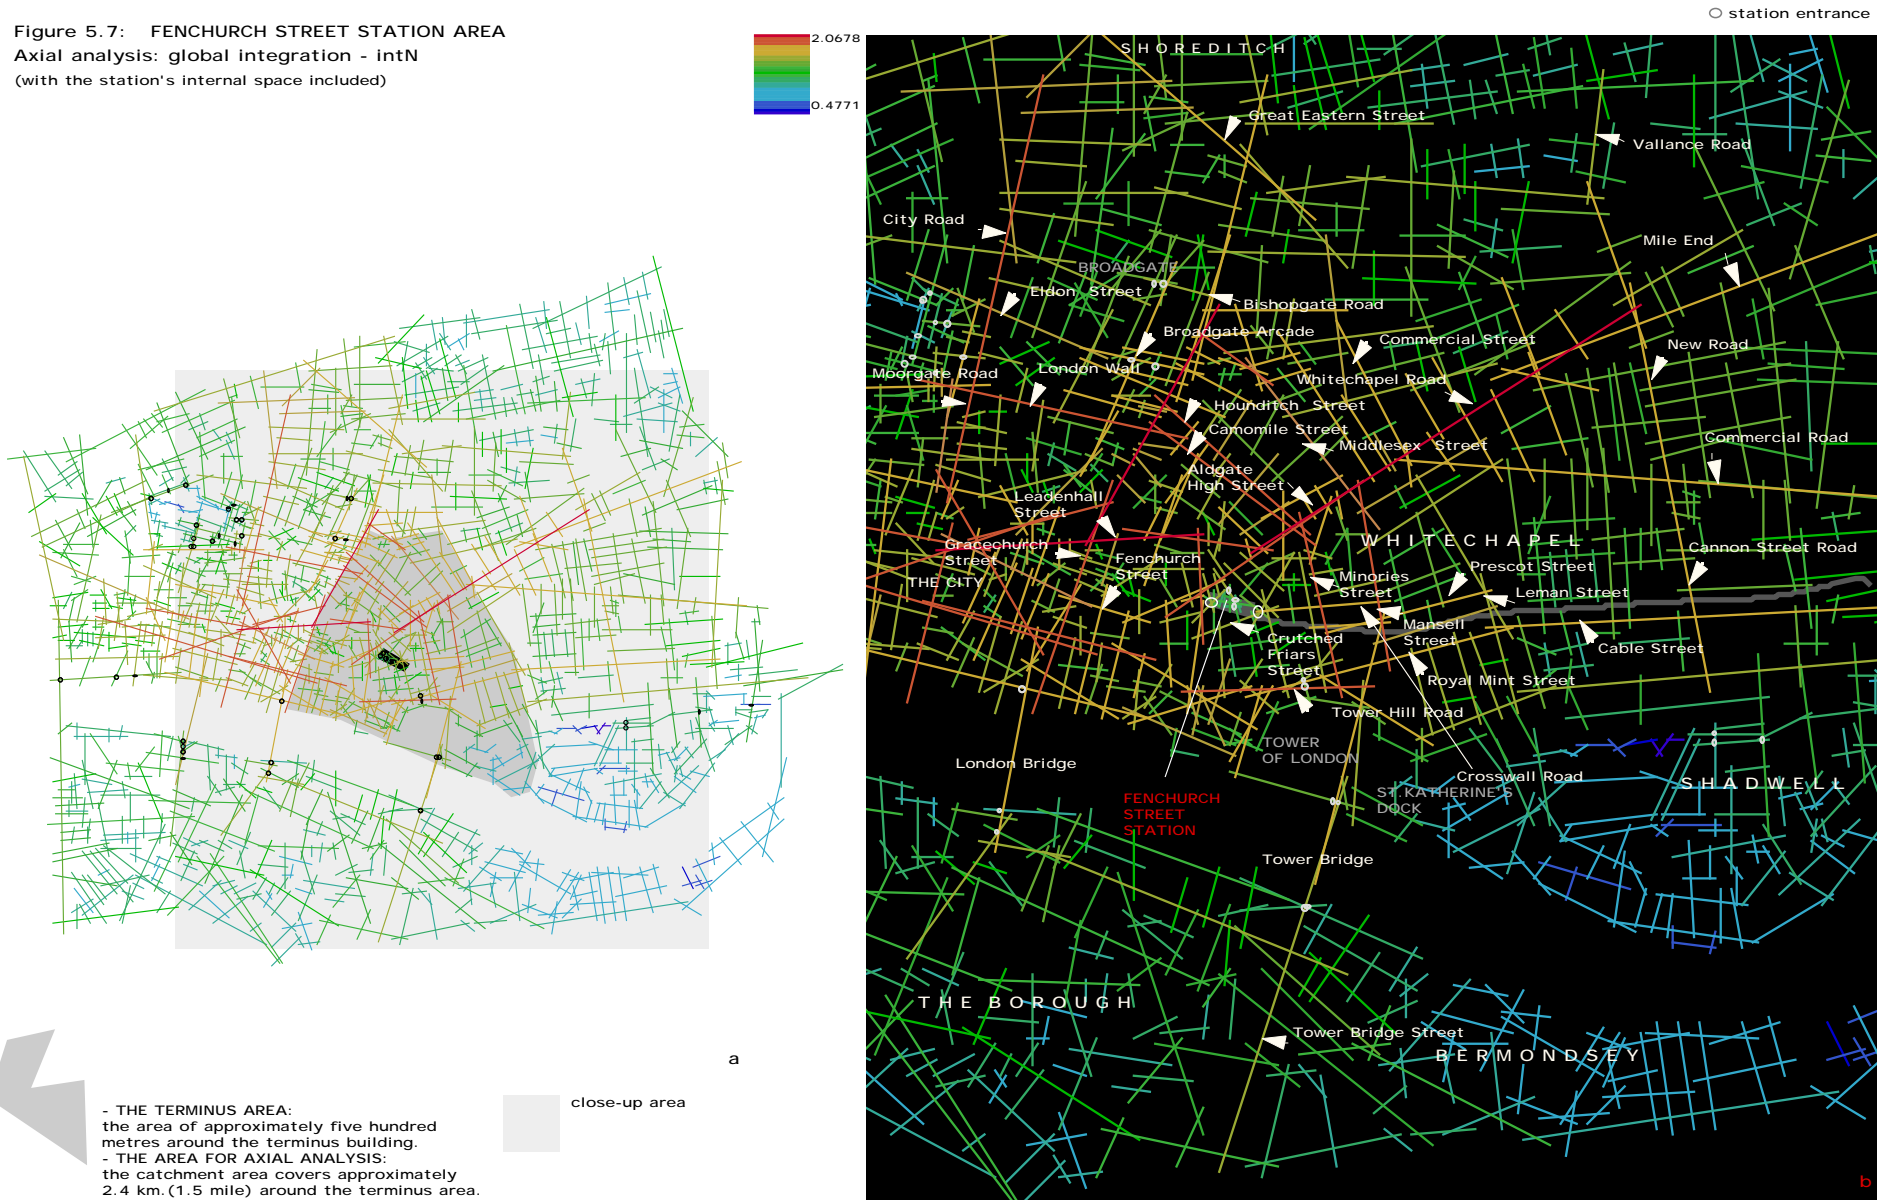 Figure 5.7: FENCHURCH STREET STATION AREA
Axial analysis: global integration - intN
(with the station's internal space included)
2.0678
0.4771
station entrance
SHOREDITCH
Great Eastern Street
Vallance Road
City Road
Mile End
BROADGATE
Eldon Street
Bishopgate Road
Broadgate Arcade
Commercial Street
New Road
Moorgate Road
London Wall
Whitechapel Road
Hounditch Street
Camomile Street
Middlesex Street
Commercial Road
Aldgate
High Street
Leadenhall
Street
WHITECHAPEL
Gracechurch
Street
Fenchurch
Street
Cannon Street Road
THE CITY
Minories
Street
Prescot Street
Leman Street
Mansell
Street
Crutched
Friars
Street
Cable Street
Royal Mint Street
Tower Hill Road
TOWER
OF LONDON
London Bridge
Crosswall Road
ST.KATHERINE'S
DOCK
SHADWELL
FENCHURCH
STREET
STATION
Tower Bridge
THE BOROUGH
Tower Bridge Street
BERMONDSEY
a
close-up area
- THE TERMINUS AREA:
the area of approximately five hundred
metres around the terminus building.
- THE AREA FOR AXIAL ANALYSIS:
the catchment area covers approximately
2.4 km.(1.5 mile) around the terminus area.
b